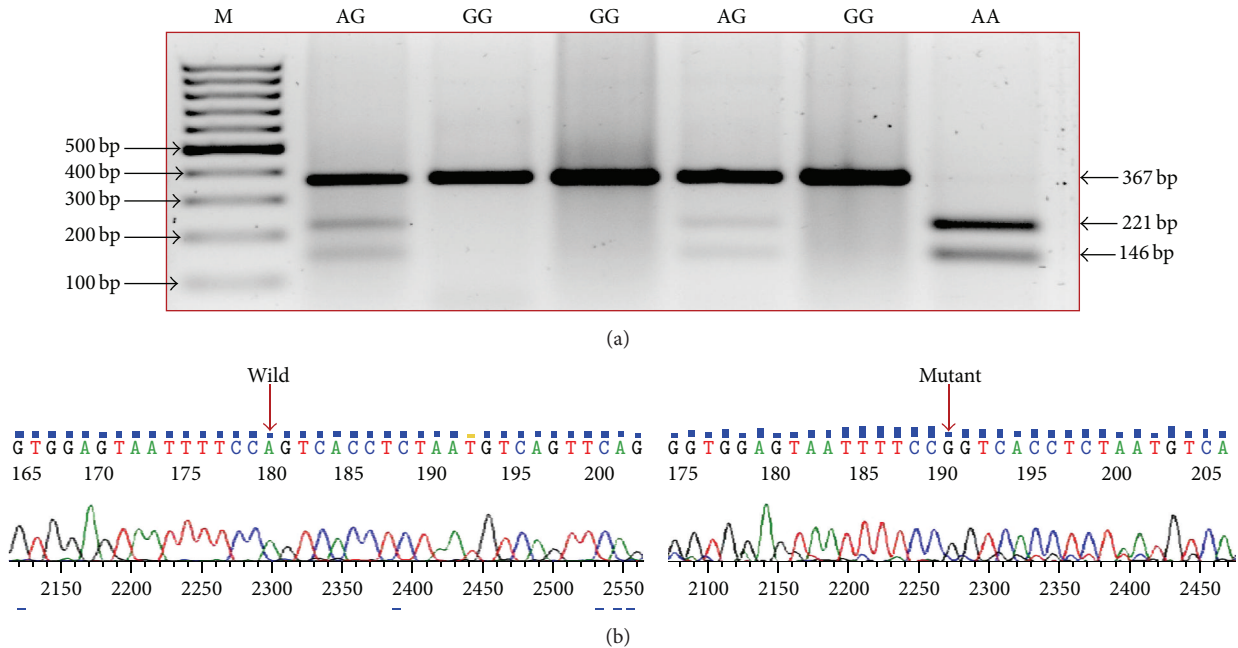 M AG GG GG AG GG AA
500 bp
400 bp
300 bp
200 bp
100 bp
367 bp
221 bp
146 bp
(a)
Wild
GTGGAGTAATTTTCCAGTCACCTCTAATGTCAGTTCAG
165 170 175 180 185 190 195 200
2150 2200 2250 2300 2350 2400 2450 2500 2550
Mutant
GGTGGAGTAATTTTCCGGTCACCTCTAATGTCA
175 180 185 190 195 200 205
2100 2150 2200 2250 2300 2350 2400 2450
(b)